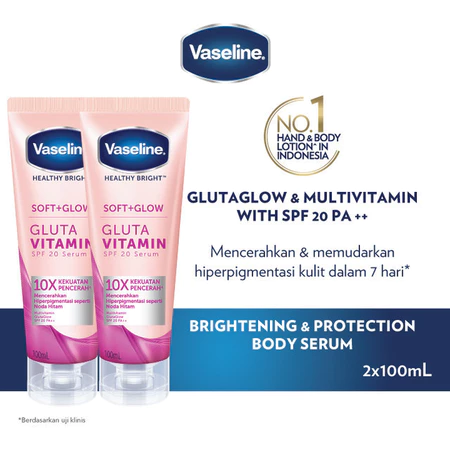 Vaseline.
NO.1
HAND & BODY
LOTION* IN
INDONESIA
GLUTAGLOW & MULTIVITAMIN
WITH SPF 20 PA ++
Mencerahkan & memudarkan
hiperpigmentasi kulit dalam 7 hari*
BRIGHTENING & PROTECTION
BODY SERUM
2x100mL
Vaselin
HEALTHY BRIGHT™
SOFT+GLOW
GLUTA
VITAMIN
SPF 20 Serum
10X KEKUATAN
PENCERAH*
Mencerahkan
Hiperpigmentasi seperti
Noda Hitam
100mL
Vaseline.
HEALTHY BRIGHT™
SOFT+GLOW
GLUTA
VITAMIN
SPF 20 Serum
10X KEKUATAN
PENCERAH*
Mencerahkan
Hiperpigmentasi seperti
Noda Hitam
100mL
*Berdasarkan uji klinis